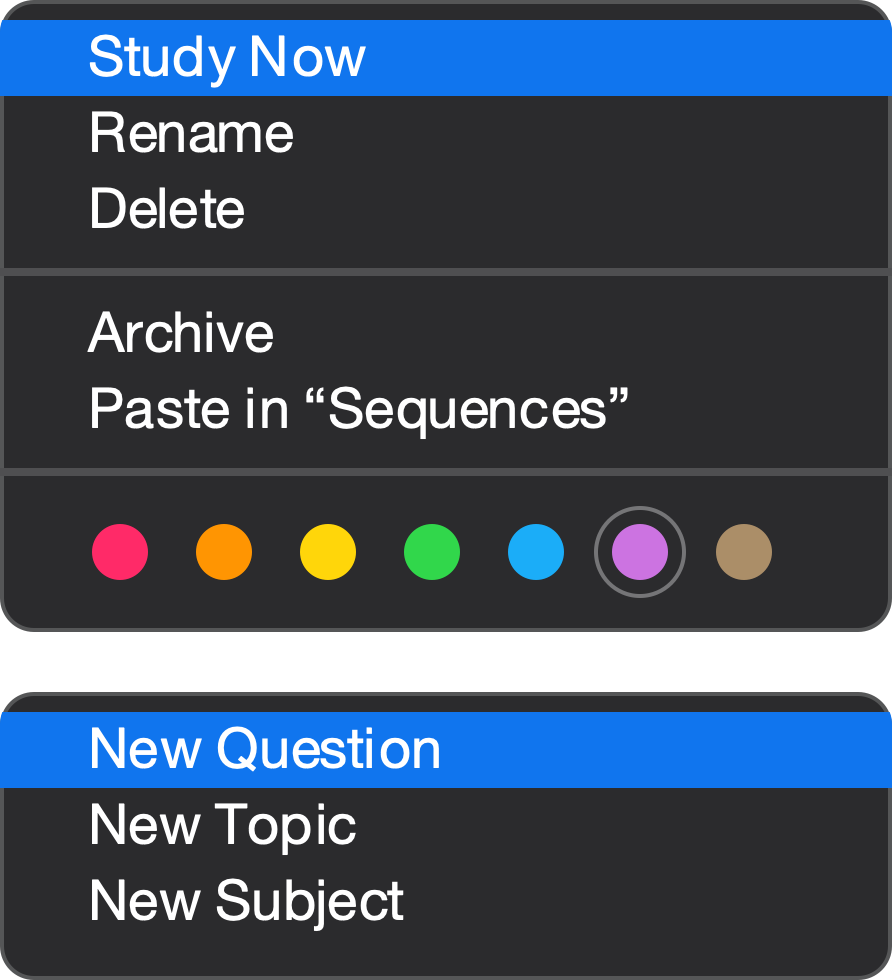 Study Now
Rename
Delete
Archive
Paste in “Sequences”
New Question
New Topic
New Subject